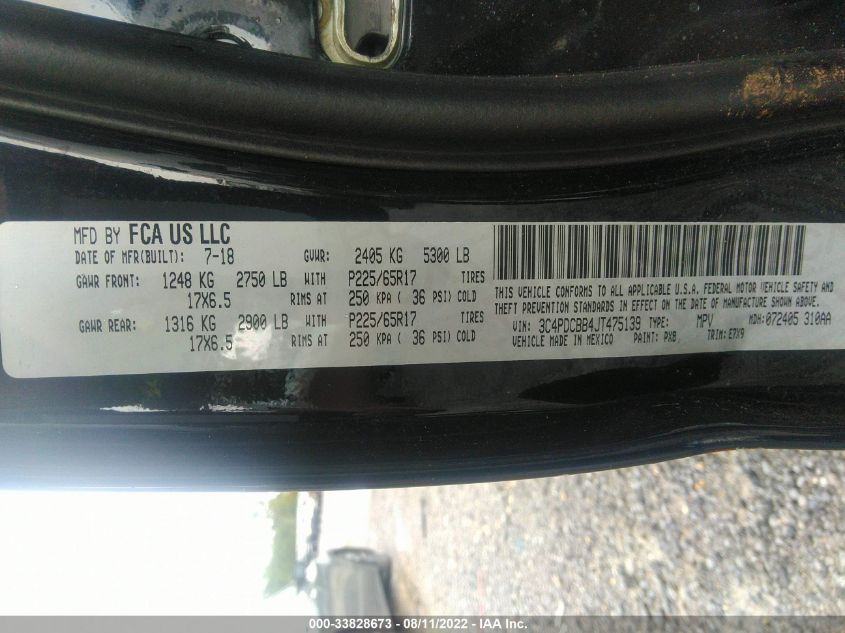 MFD BY FCA US LLC
DATE OF MFR(BUILT): 7-18 GVWR: 2405 KG 5300 LB
GAWR FRONT: 1248 KG 2750 LB WITH P225/65R17 TIRES
17X6.5 RIMS AT 250 KPA ( 36 PSI) COLD
GAWR REAR: 1316 KG 2900 LB WITH P225/65R17 TIRES
17X6.5 RIMS AT 250 KPA ( 36 PSI) COLD
THIS VEHICLE CONFORMS TO ALL APPLICABLE U.S.A. FEDERAL MOTOR VEHICLE SAFETY AND
THEFT PREVENTION STANDARDS IN EFFECT ON THE DATE OF MANUFACTURE SHOWN ABOVE.
VIN: 3C4PDCBB4JT475139 TYPE: MPV MDH:072405 310AA
VEHICLE MADE IN MEXICO PAINT: PX8 TRIM: E7X9
000-33828673 - 08/11/2022 - IAA Inc.